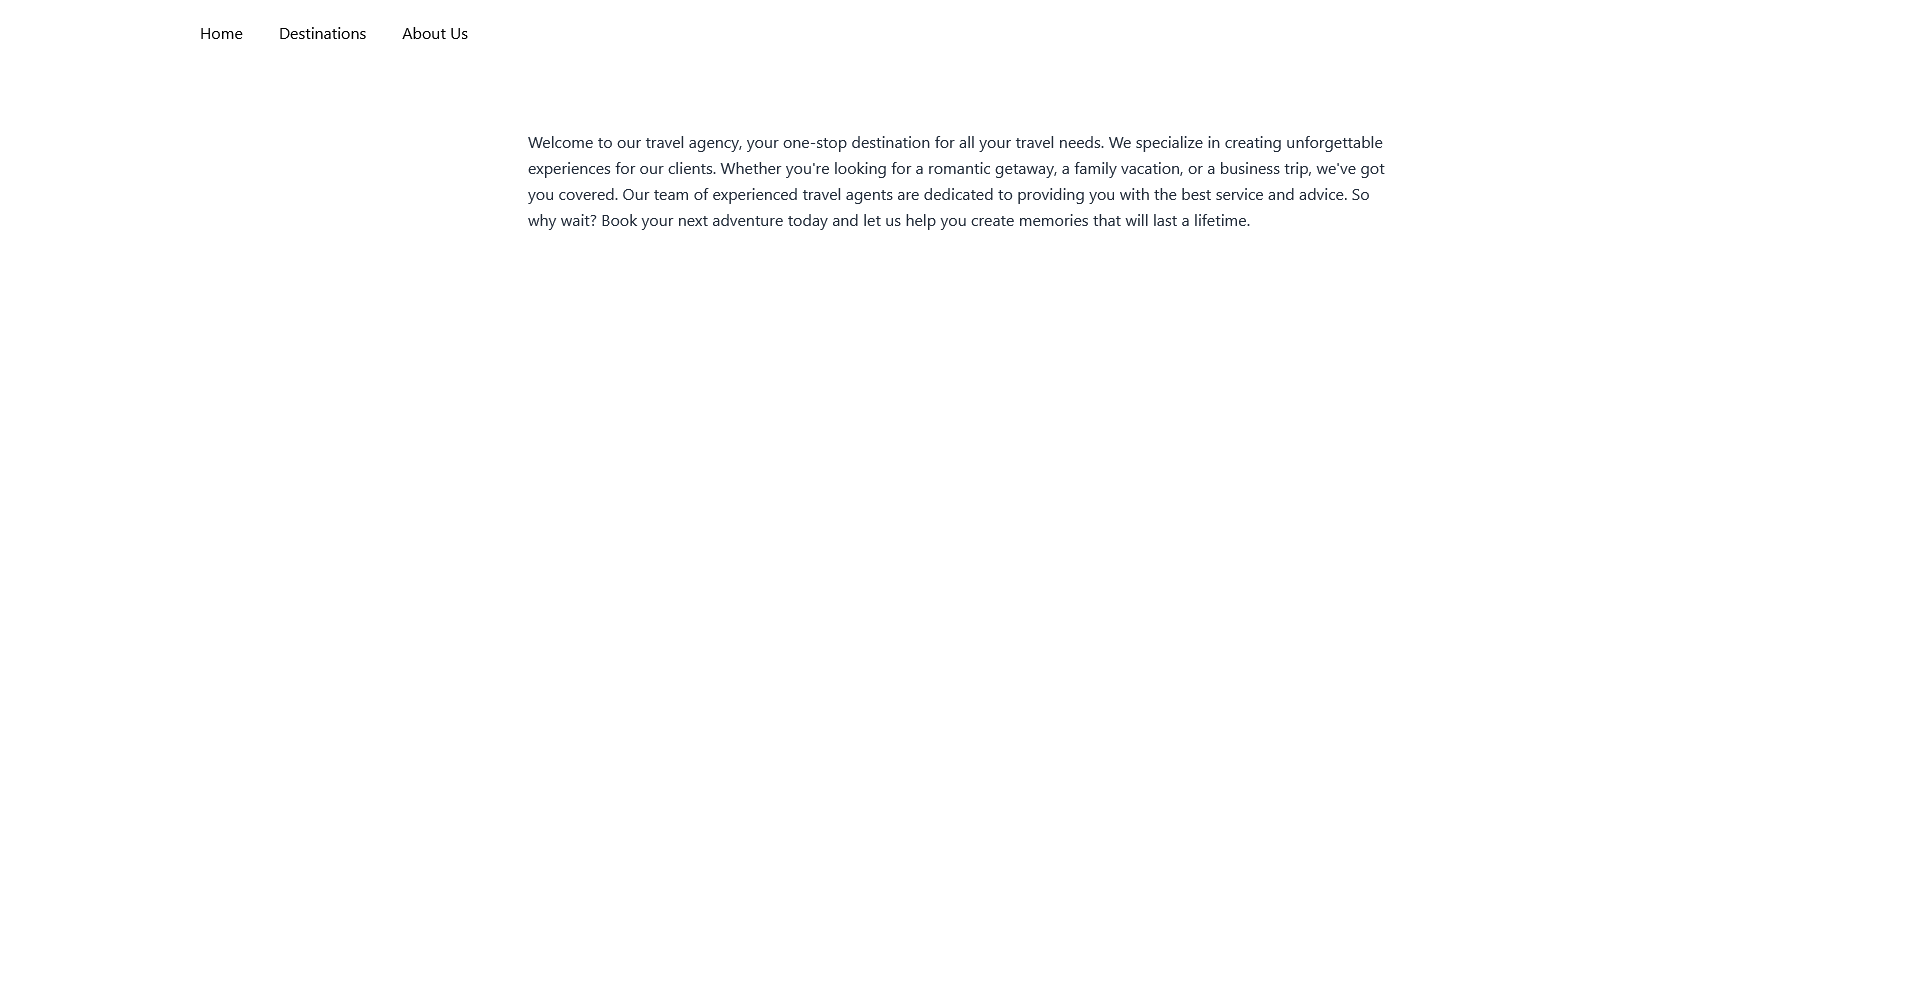 Home Destinations About Us
Welcome to our travel agency, your one-stop destination for all your travel needs. We specialize in creating unforgettable
experiences for our clients. Whether you're looking for a romantic getaway, a family vacation, or a business trip, we've got
you covered. Our team of experienced travel agents are dedicated to providing you with the best service and advice. So
why wait? Book your next adventure today and let us help you create memories that will last a lifetime.